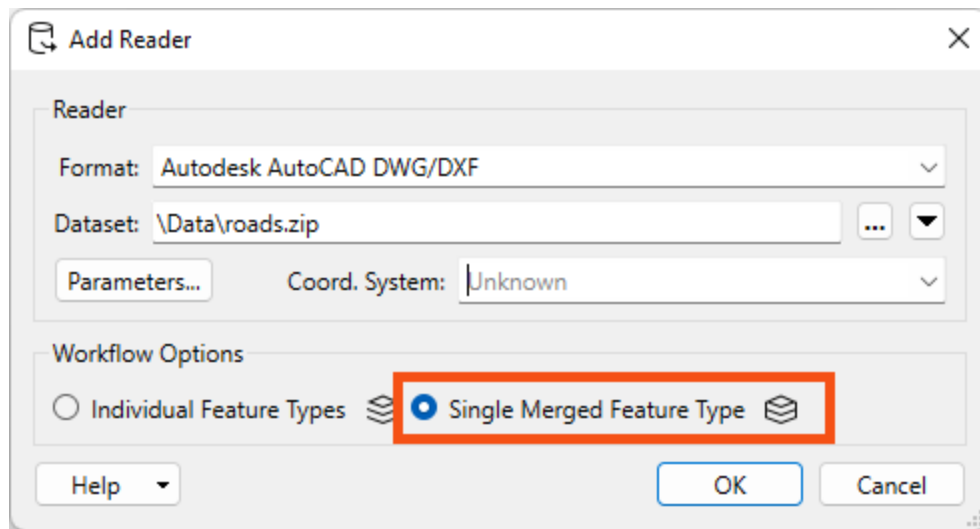 Add Reader
Reader
Format: Autodesk AutoCAD DWG/DXF
Dataset: \Data\roads.zip ...
Parameters... Coord. System: Unknown
Workflow Options
Individual Feature Types Single Merged Feature Type
Help OK Cancel